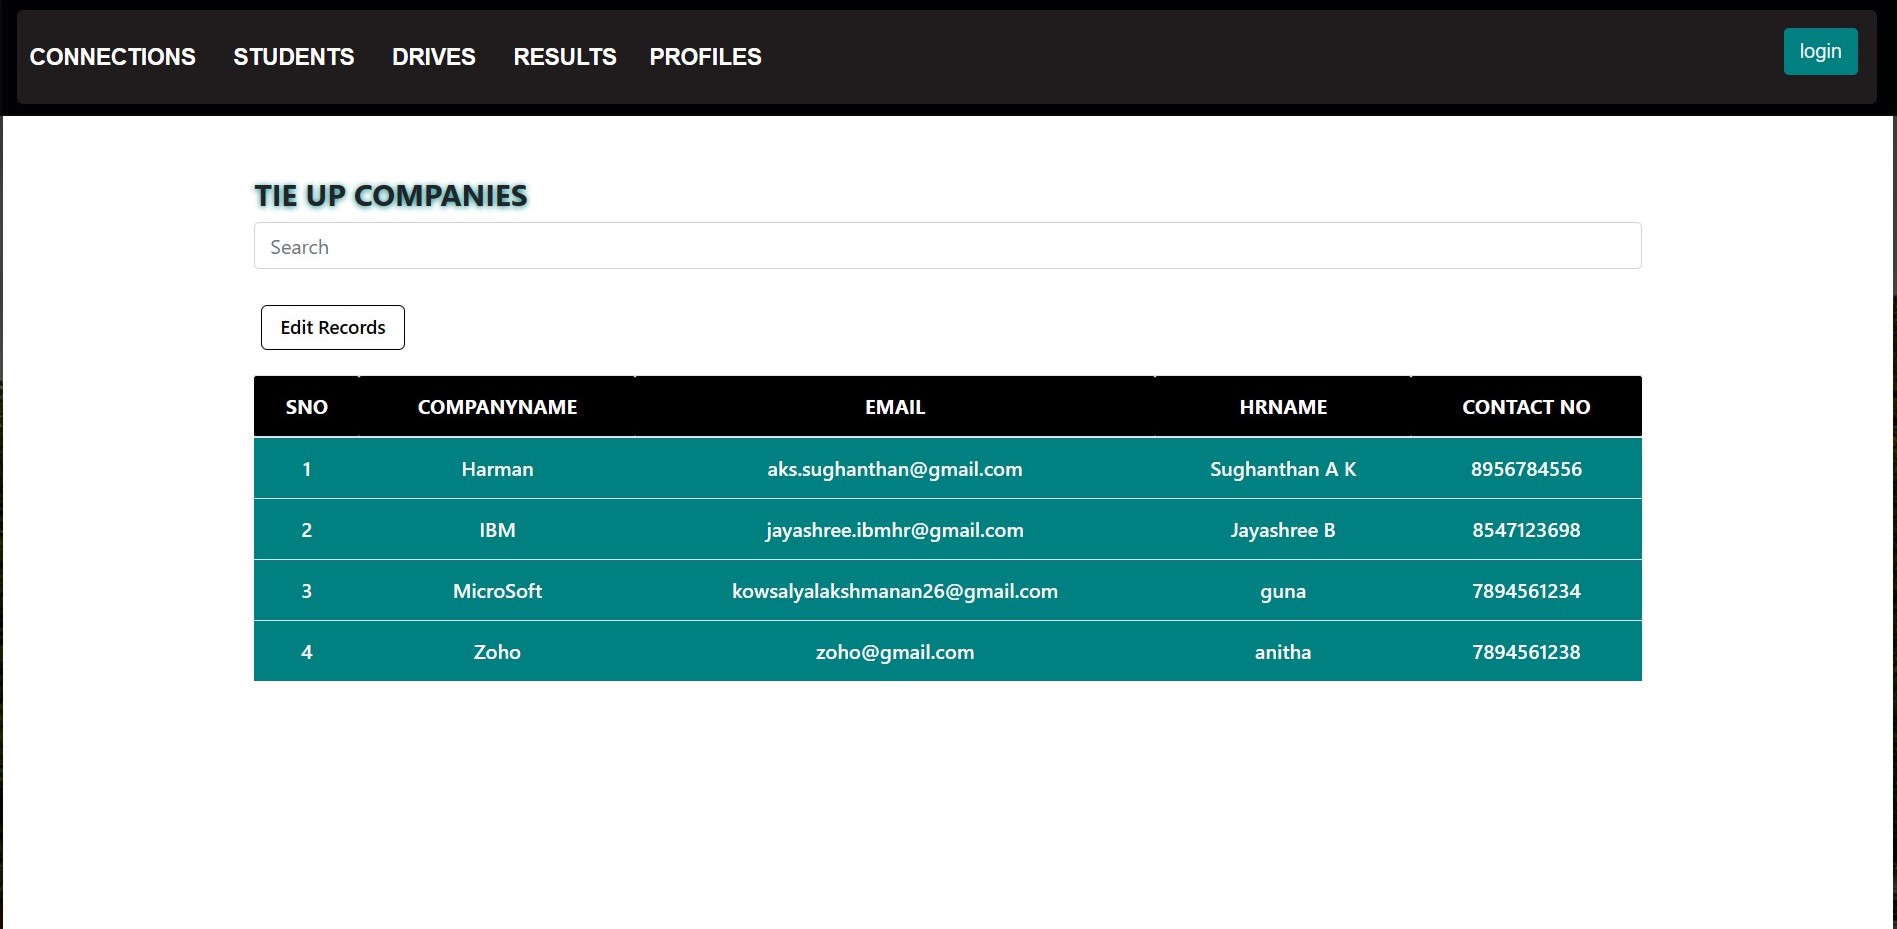 CONNECTIONS STUDENTS DRIVES RESULTS PROFILES login
TIE UP COMPANIES
Search
Edit Records
SNO COMPANYNAME EMAIL HRNAME CONTACT NO
1 Harman aks.sughanthan@gmail.com Sughanthan A K 8956784556
2 IBM jayashree.ibmhr@gmail.com Jayashree B 8547123698
3 MicroSoft kowsalyalakshmanan26@gmail.com guna 7894561234
4 Zoho zoho@gmail.com anitha 7894561238